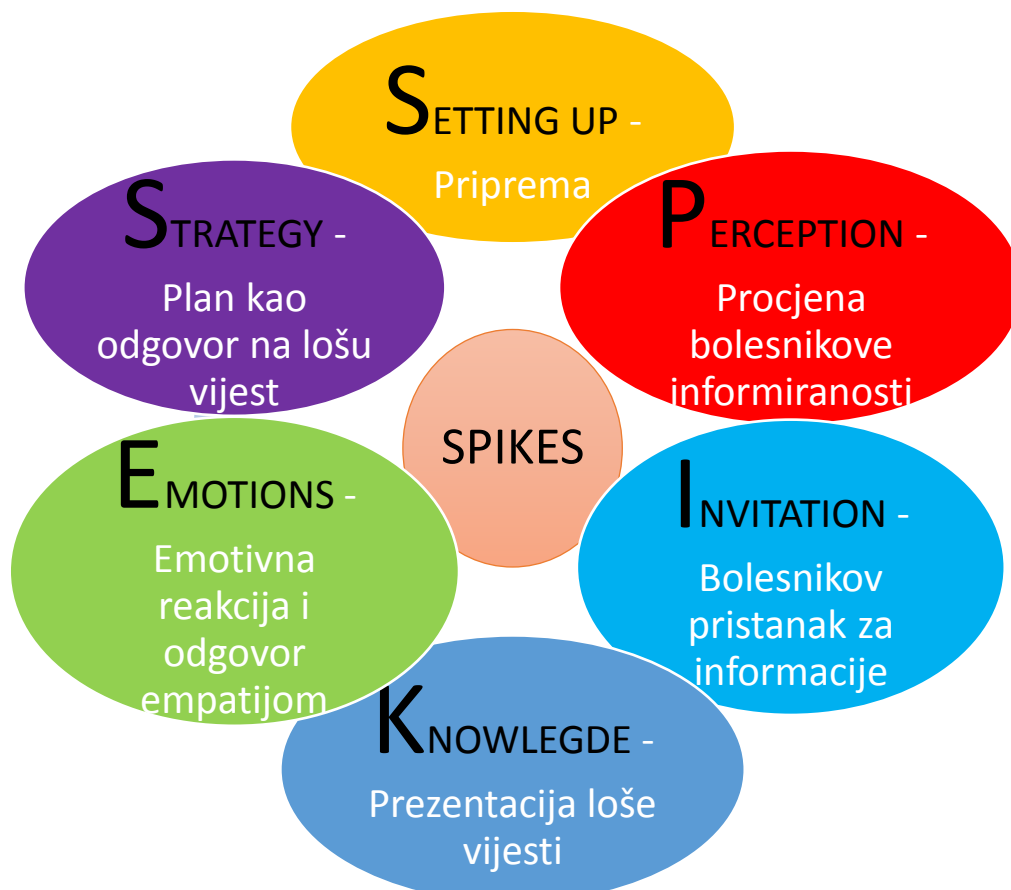 SETTING UP -
Priprema
PERCEPTION -
Procjena
bolesnikove
informiranosti
INVITATION -
Bolesnikov
pristanak za
informacije
KNOWLEGDE -
Prezentacija loše
vijesti
EMOTIONS -
Emotivna
reakcija i
odgovor
empatijom
STRATEGY -
Plan kao
odgovor na lošu
vijest
SPIKES